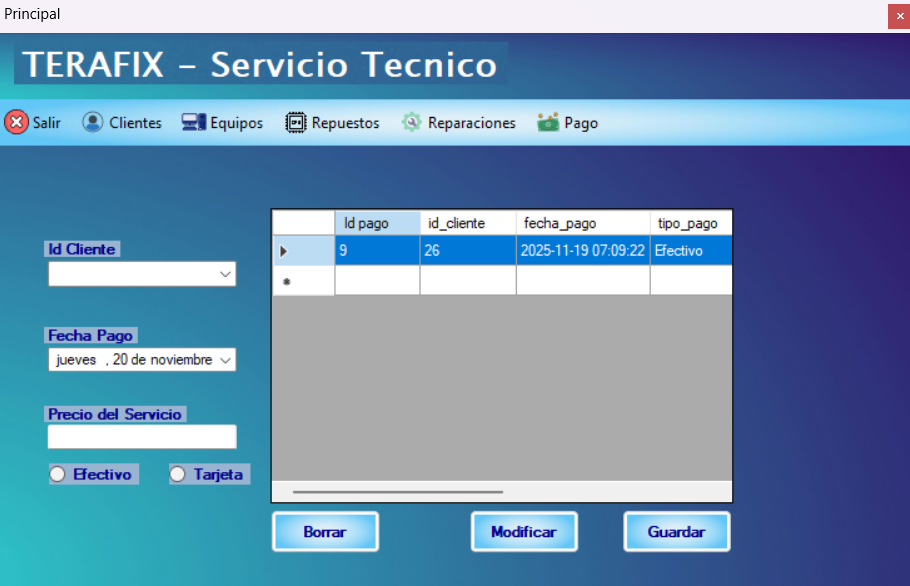 Principal
TERAFIX – Servicio Tecnico
Salir Clientes Equipos Repuestos Reparaciones Pago
Id pago id_cliente fecha_pago tipo_pago
9 26 2025-11-19 07:09:22 Efectivo
Id Cliente
Fecha Pago
jueves , 20 de noviembre
Precio del Servicio
Efectivo Tarjeta
Borrar Modificar Guardar